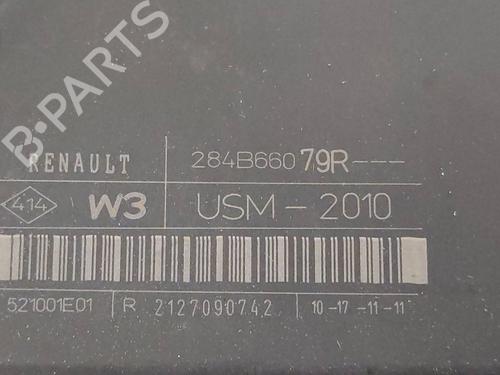 B-PARTS
RENAULT 284B66079R---
414 W3 USM-2010
521001E01 R 2127090742 10-17-11-11